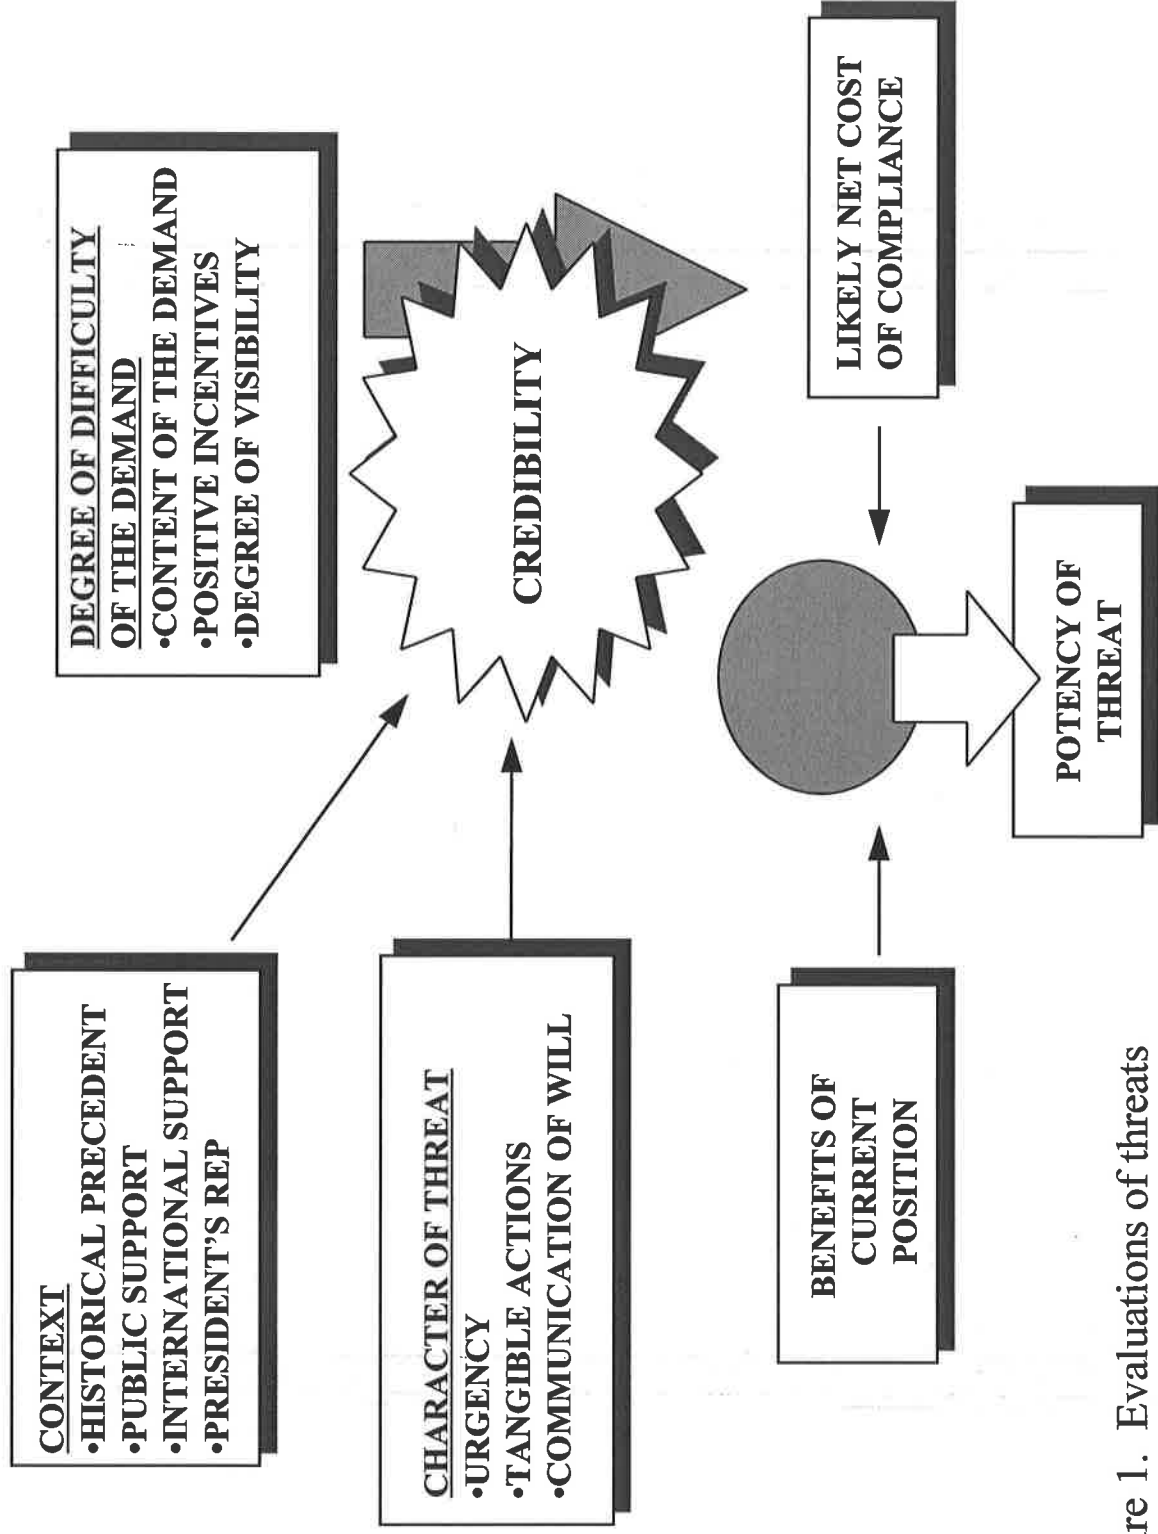 CONTEXT
•HISTORICAL PRECEDENT
•PUBLIC SUPPORT
•INTERNATIONAL SUPPORT
•PRESIDENT'S REP
DEGREE OF DIFFICULTY
OF THE DEMAND
•CONTENT OF THE DEMAND
•POSITIVE INCENTIVES
•DEGREE OF VISIBILITY
CHARACTER OF THREAT
•URGENCY
•TANGIBLE ACTIONS
•COMMUNICATION OF WILL
CREDIBILITY
BENEFITS OF
CURRENT
POSITION
LIKELY NET COST
OF COMPLIANCE
POTENCY OF
THREAT
re 1. Evaluations of threats